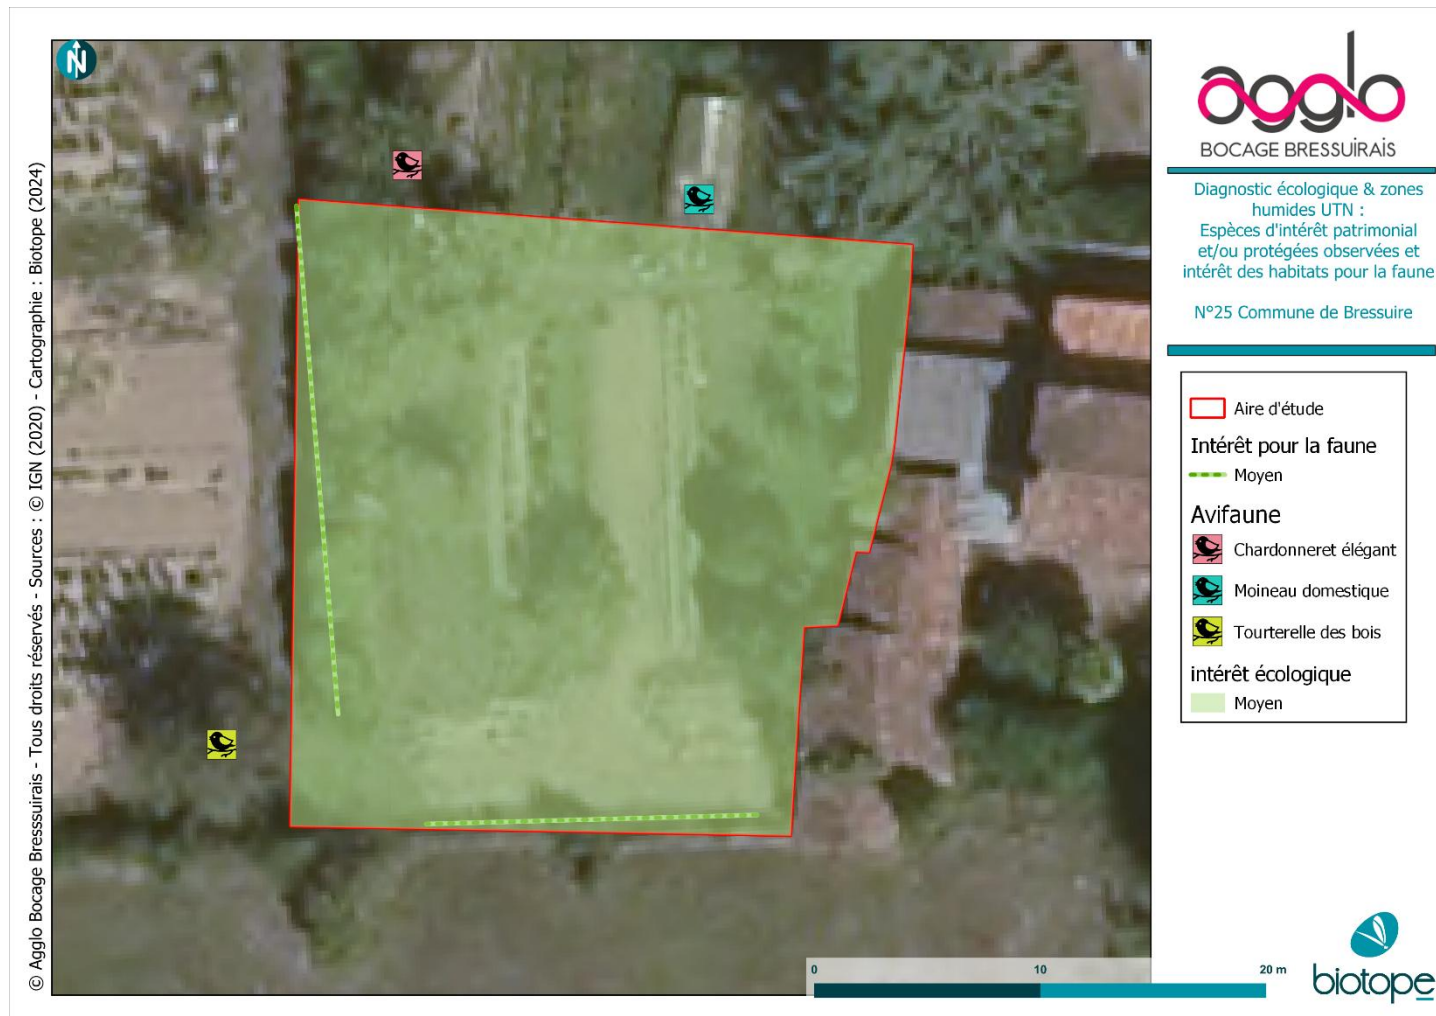 N
agglo
BOCAGE BRESSUIRAIS
Diagnostic écologique & zones
humides UTN :
Espèces d'intérêt patrimonial
et/ou protégées observées et
intérêt des habitats pour la faune
N°25 Commune de Bressuire
Aire d'étude
Intérêt pour la faune
Moyen
Avifaune
Chardonneret élégant
Moineau domestique
Tourterelle des bois
intérêt écologique
Moyen
© Agglo Bocage Bresssuirais - Tous droits réservés - Sources : © IGN (2020) - Cartographie : Biotope (2024)
0 10 20 m
biotope